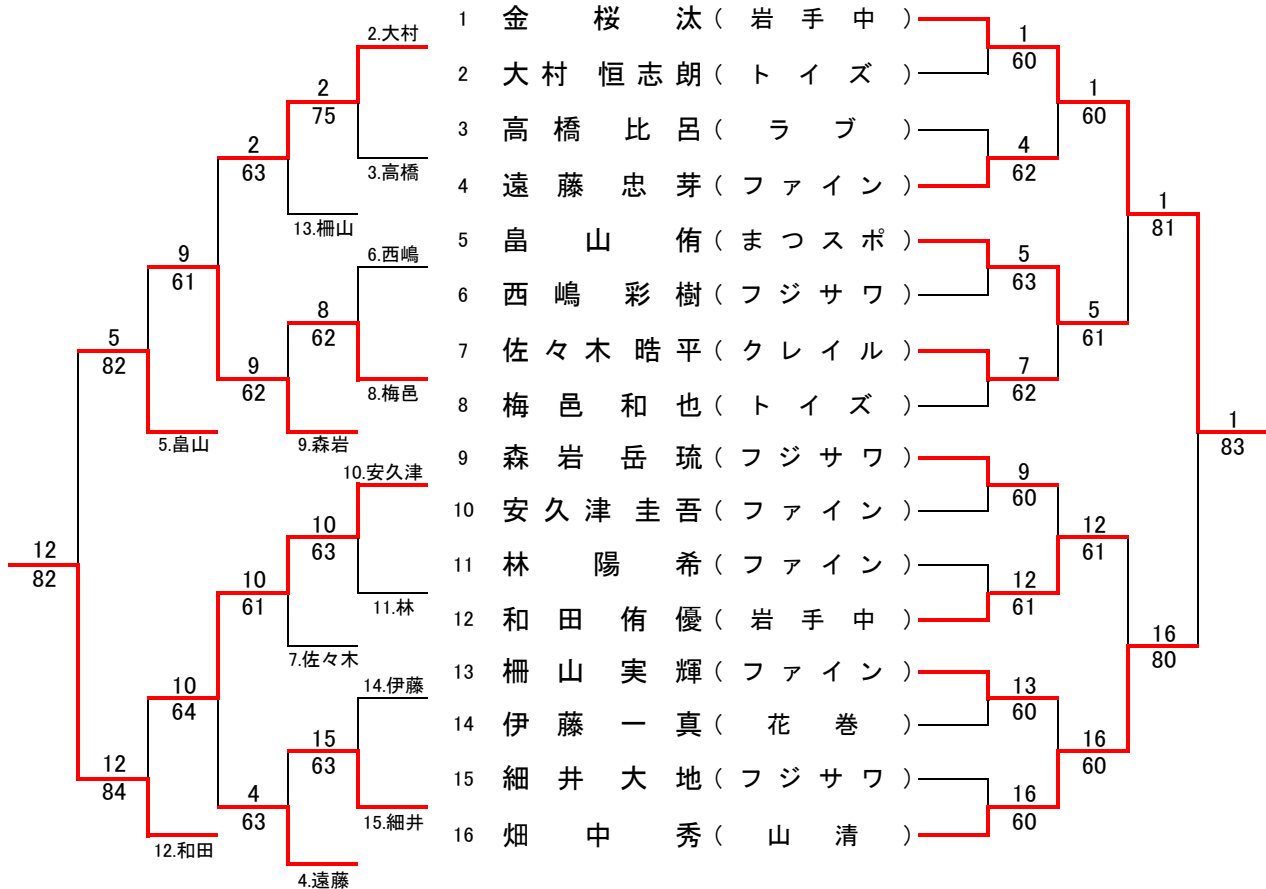 1 金 桜 汰 ( 岩 手 中 )
2 大村 恒志朗 ( ト イ ズ )
3 高 橋 比 呂 ( ラ ブ )
4 遠 藤 忠 芽 ( フ ァ イ ン )
5 畠 山 侑 ( ま つ ス ポ )
6 西 嶋 彩 樹 ( フ ジ サ ワ )
7 佐々木 晧平 ( ク レ イ ル )
8 梅 邑 和 也 ( ト イ ズ )
9 森 岩 岳 琉 ( フ ジ サ ワ )
10 安久津 圭吾 ( フ ァ イ ン )
11 林 陽 希 ( フ ァ イ ン )
12 和 田 侑 優 ( 岩 手 中 )
13 柵 山 実 輝 ( フ ァ イ ン )
14 伊 藤 一 真 ( 花 巻 )
15 細 井 大 地 ( フ ジ サ ワ )
16 畑 中 秀 ( 山 清 )
2.大村
3.高橋
13.柵山
6.西嶋
8.梅邑
9.森岩
5.畠山
10.安久津
11.林
7.佐々木
14.伊藤
15.細井
4.遠藤
12.和田
2
75
8
62
10
63
15
63
2
63
9
62
10
61
4
63
9
61
10
64
5
82
12
84
12
82
1
60
4
62
5
63
7
62
9
60
12
61
13
60
16
60
1
60
5
61
12
61
16
60
1
81
16
80
1
83